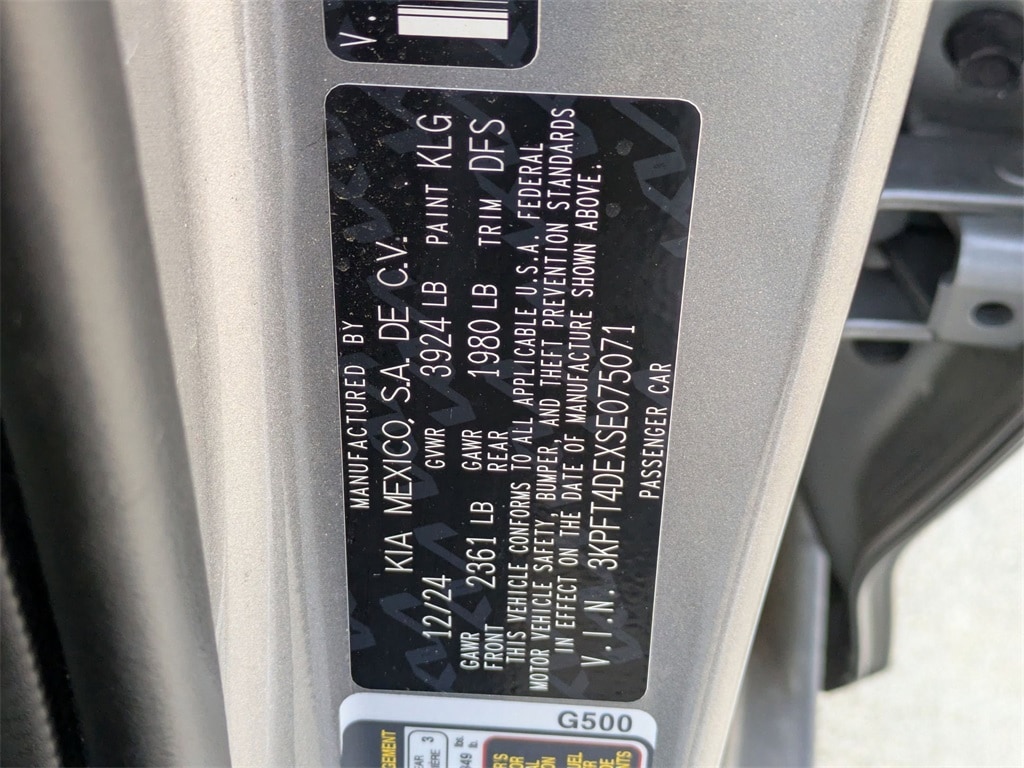 V.
MANUFACTURED BY
KIA MEXICO, S.A. DE C.V.
12/24 GVWR 3924 LB PAINT KLG
GAWR FRONT 2361 LB GAWR REAR 1980 LB TRIM DFS
THIS VEHICLE CONFORMS TO ALL APPLICABLE U.S.A. FEDERAL
MOTOR VEHICLE SAFETY, BUMPER, AND THEFT PREVENTION STANDARDS
IN EFFECT ON THE DATE OF MANUFACTURE SHOWN ABOVE.
V.I.N. 3KPFT4DEXSE075071
PASSENGER CAR
G500